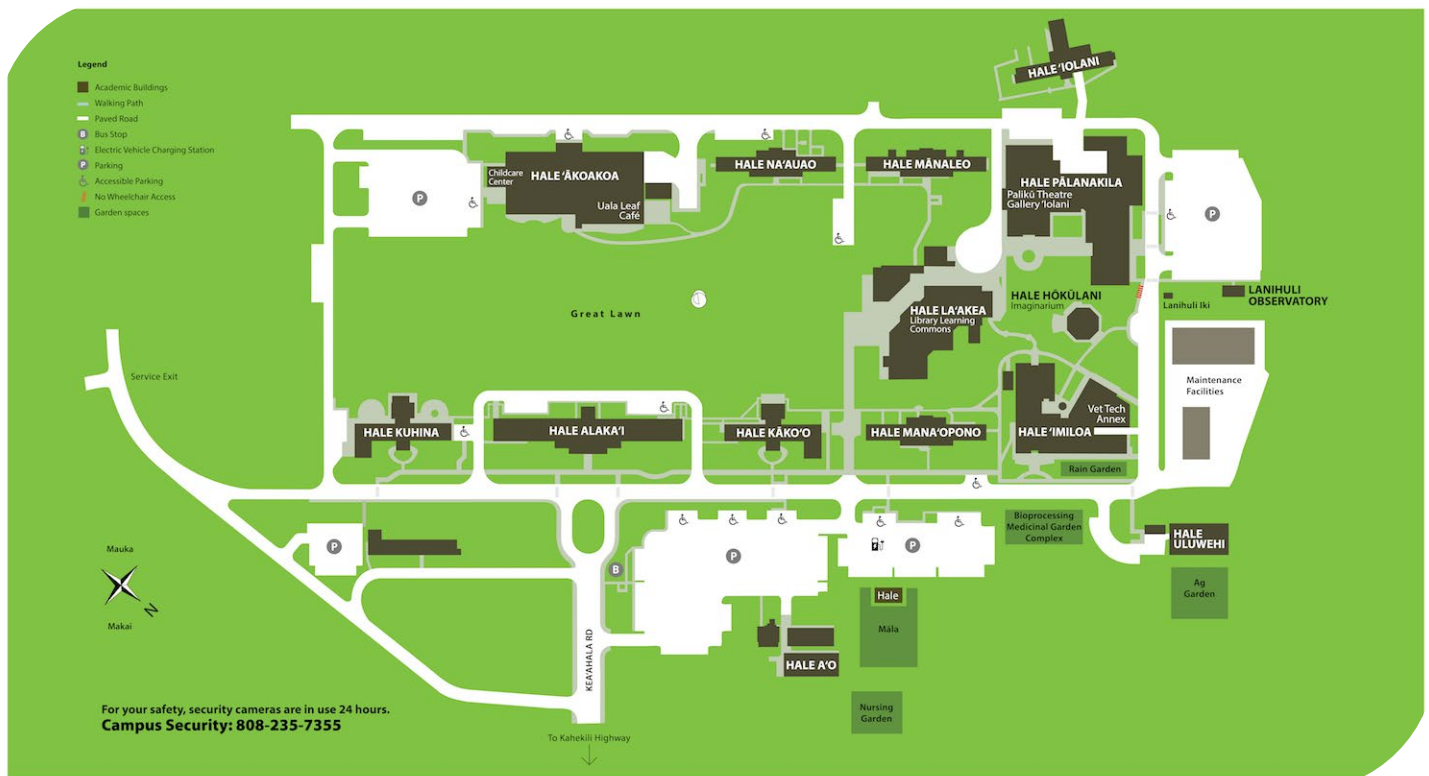 Legend
Academic Buildings
Walking Path
Paved Road
B Bus Stop
Electric Vehicle Charging Station
P Parking
Accessible Parking
No Wheelchair Access
Garden spaces
HALE ʻIOLANI
Childcare
Center
HALE ʻĀKOAKOA
Uala Leaf
Café
HALE NAʻAUAO
HALE MĀNALEO
HALE PĀLANAKILA
Palikū Theatre
Gallery ʻIolani
P
P
Great Lawn
HALE LAʻAKEA
Library Learning
Commons
HALE HŌKŪLANI
Imaginarium
Lanihuli Iki
LANIHULI
OBSERVATORY
Service Exit
Maintenance
Facilities
HALE KUHINA
HALE ALAKAʻI
HALE KĀKOʻO
HALE MANAʻOPONO
HALE ʻIMILOA
Vet Tech
Annex
Rain Garden
Bioprocessing
Medicinal Garden
Complex
HALE
ULUWEHI
Ag
Garden
P
B
P
P
Hale
Māla
HALE AʻO
Nursing
Garden
KEAʻAHALA RD
To Kahekili Highway
Mauka
N
Makai
For your safety, security cameras are in use 24 hours.
Campus Security: 808-235-7355